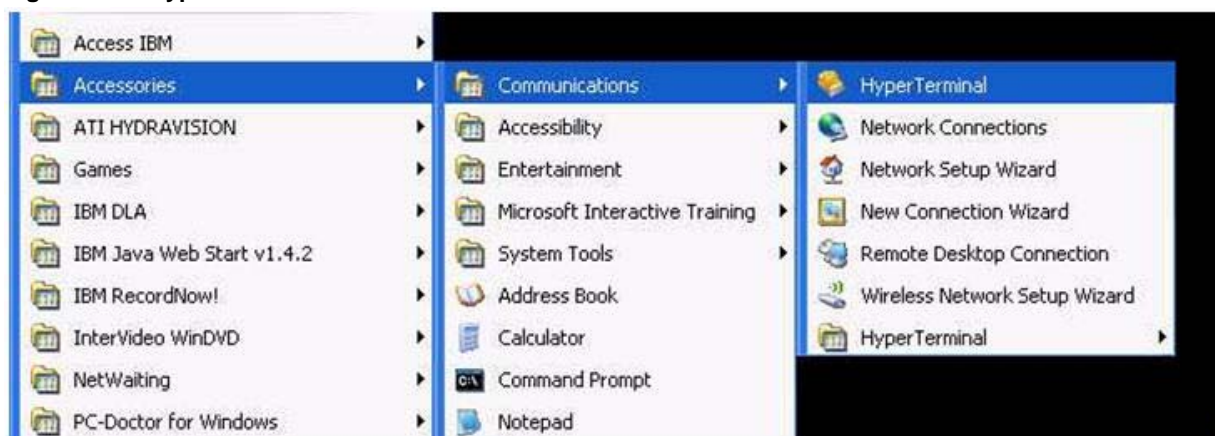 Access IBM
Accessories
ATI HYDRAVISION
Games
IBM DLA
IBM Java Web Start v1.4.2
IBM RecordNow!
InterVideo WinDVD
NetWaiting
PC-Doctor for Windows
Communications
Accessibility
Entertainment
Microsoft Interactive Training
System Tools
Address Book
Calculator
C:\ Command Prompt
Notepad
HyperTerminal
Network Connections
Network Setup Wizard
New Connection Wizard
Remote Desktop Connection
Wireless Network Setup Wizard
HyperTerminal